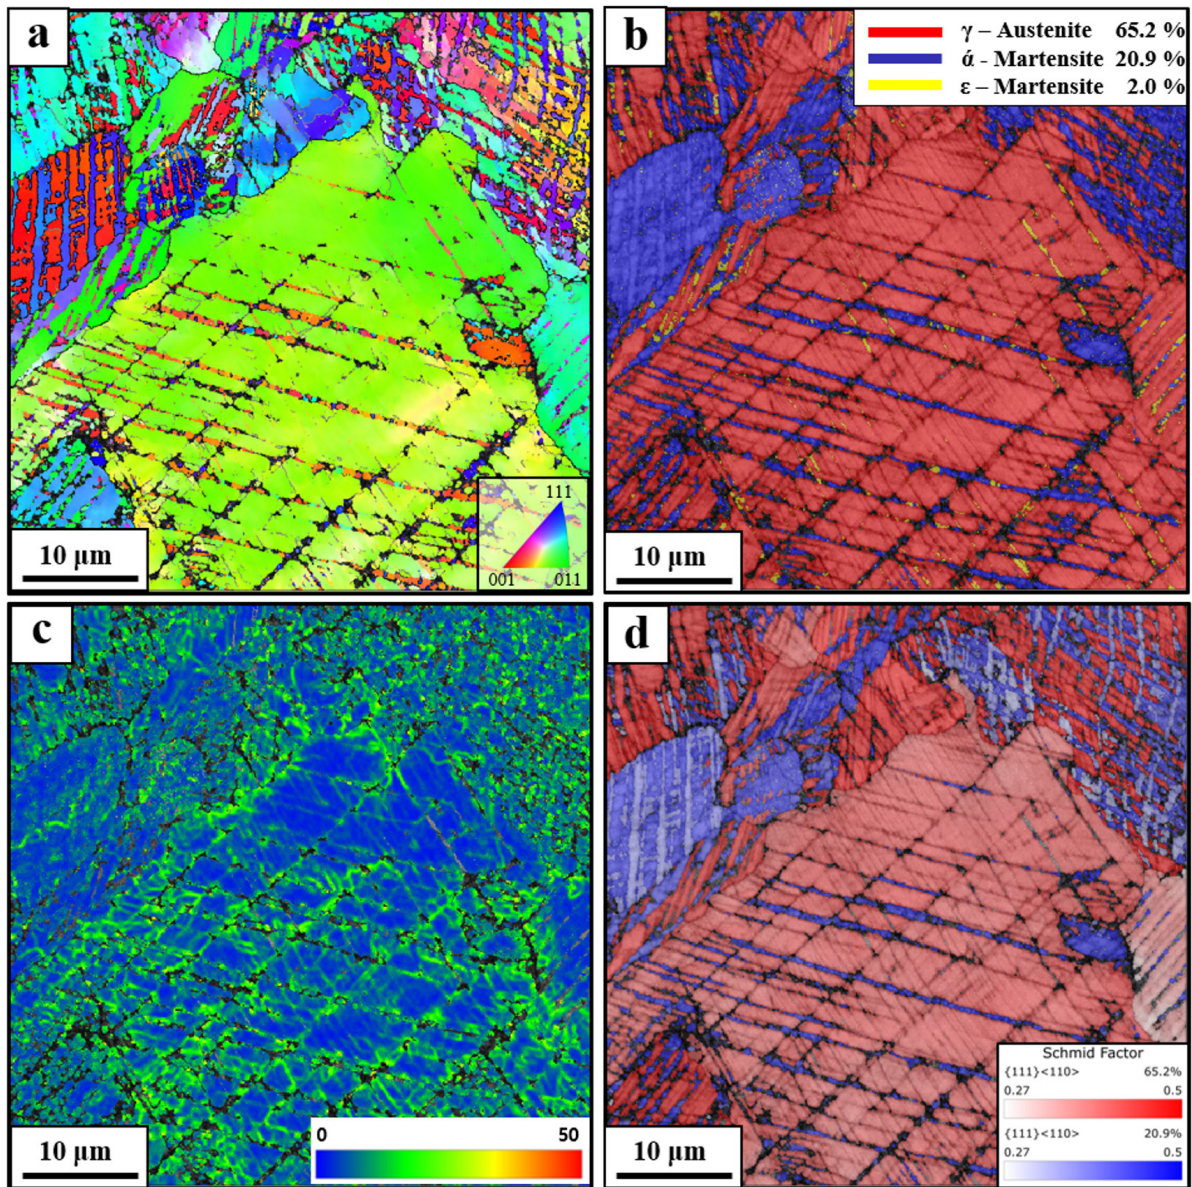 a
b
γ – Austenite 65.2 %
ά - Martensite 20.9 %
ε – Martensite 2.0 %
111
001
011
10 μm
10 μm
c
d
0
50
10 μm
10 μm
Schmid Factor
{111}<110> 65.2%
0.27 0.5
{111}<110> 20.9%
0.27 0.5